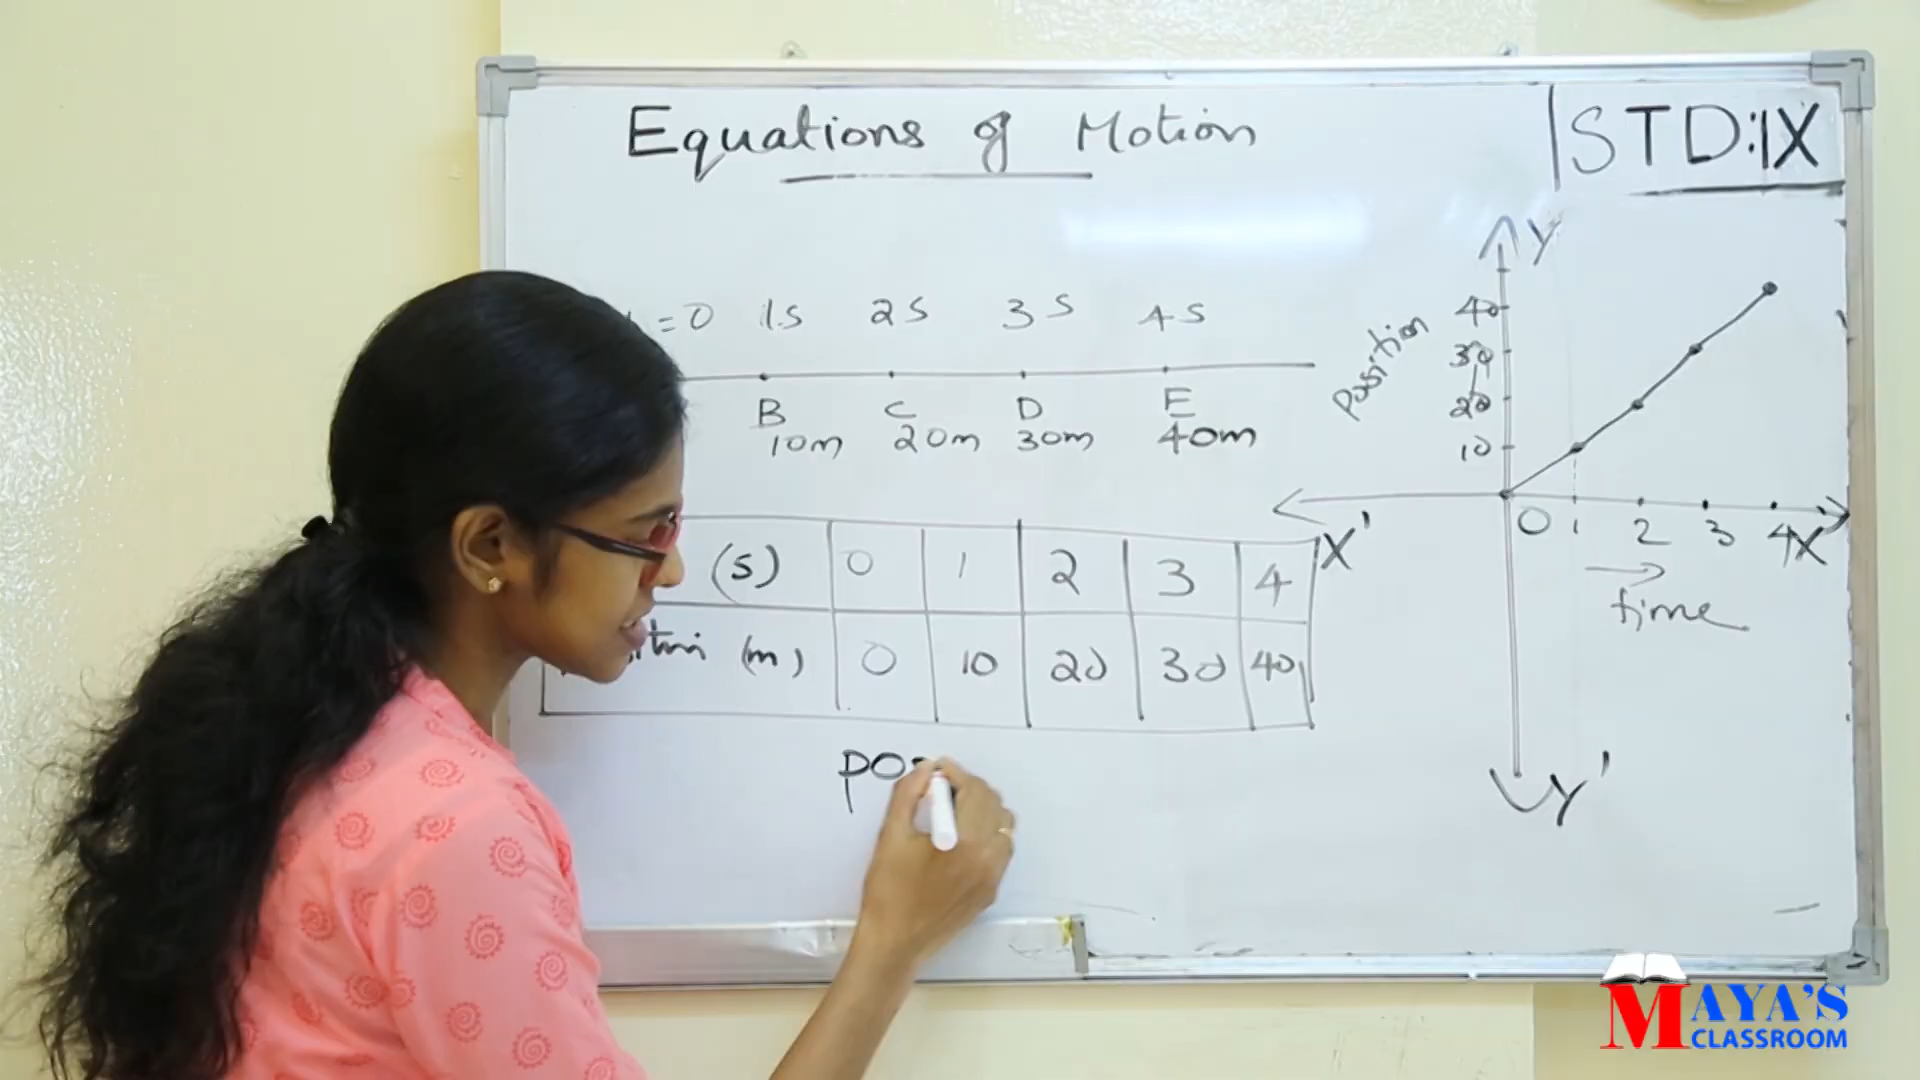 Equations of Motion
STD:IX
= 0 1s 2s 3s 4s
B C D E
10m 20m 30m 40m
(s) 0 1 2 3 4
(m) 0 10 20 30 40
pos
Y
Position
40
30
20
10
X' 0 1 2 3 4 X
time
Y'
MAYA'S
CLASSROOM